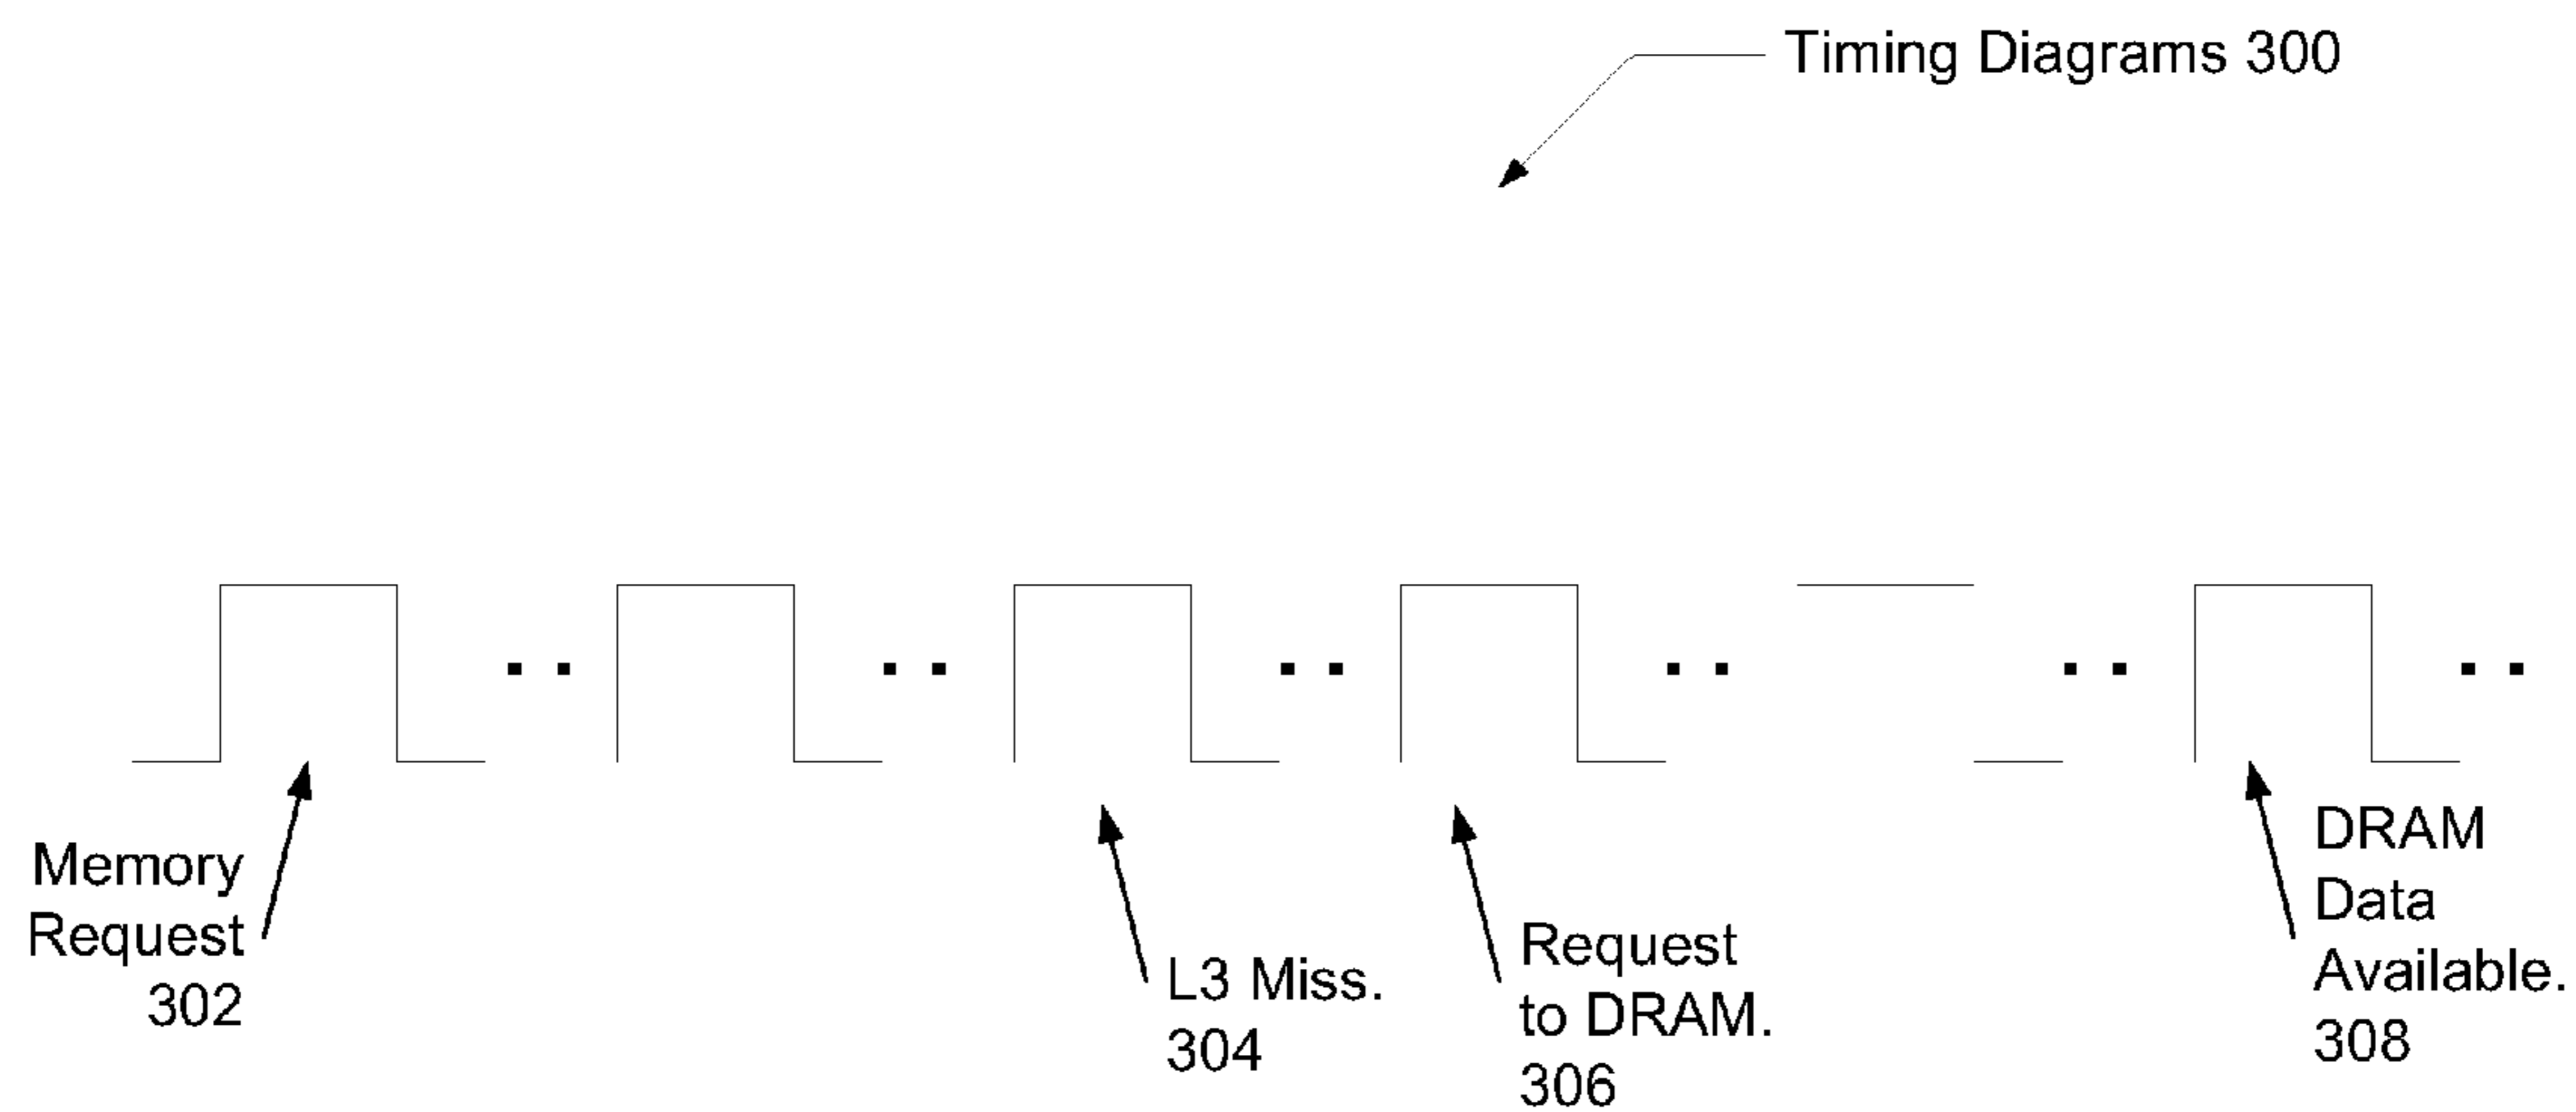 Timing Diagrams 300
Memory
Request
302
L3 Miss.
304
Request
to DRAM.
306
DRAM
Data
Available.
308